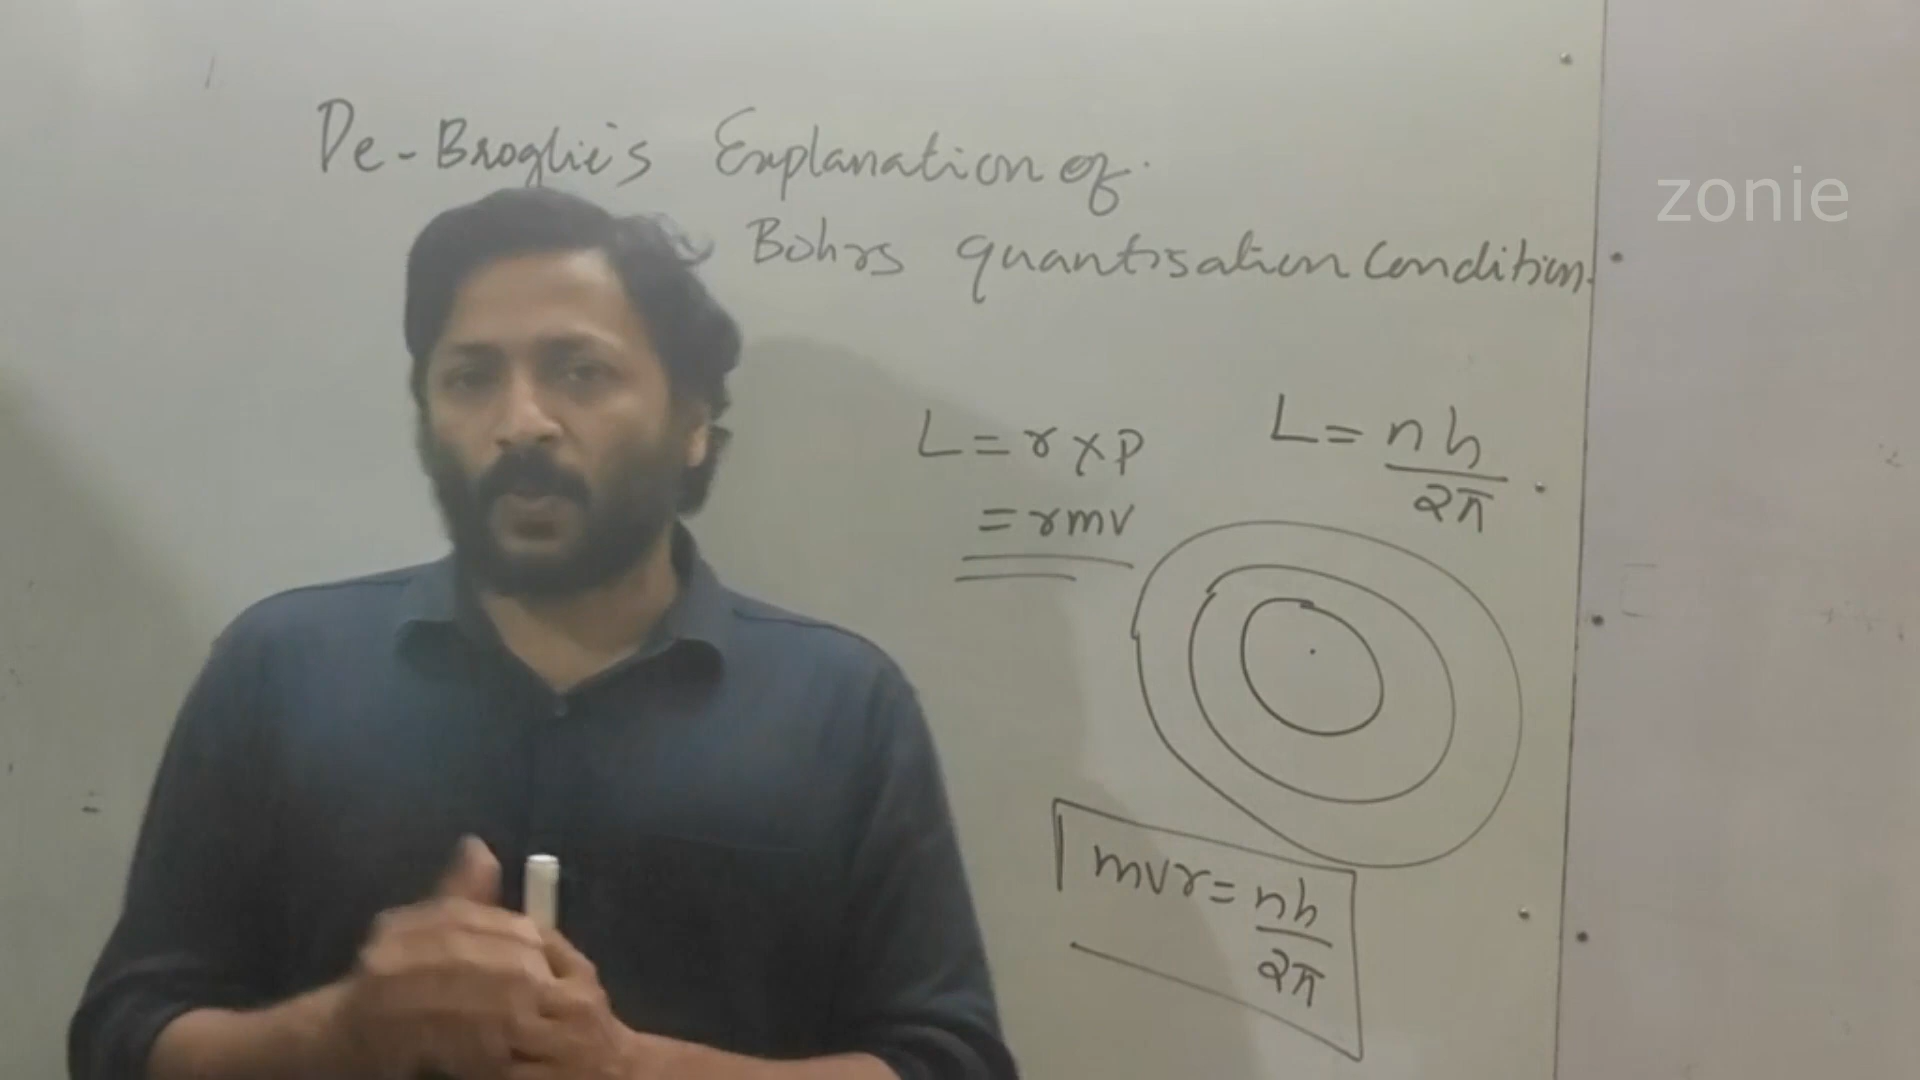 De-Broglie's Explanation of
Bohrs quantisation Condition.
zonie
L = r x p
= rmv
L = nh
2π
mvr = nh
2π